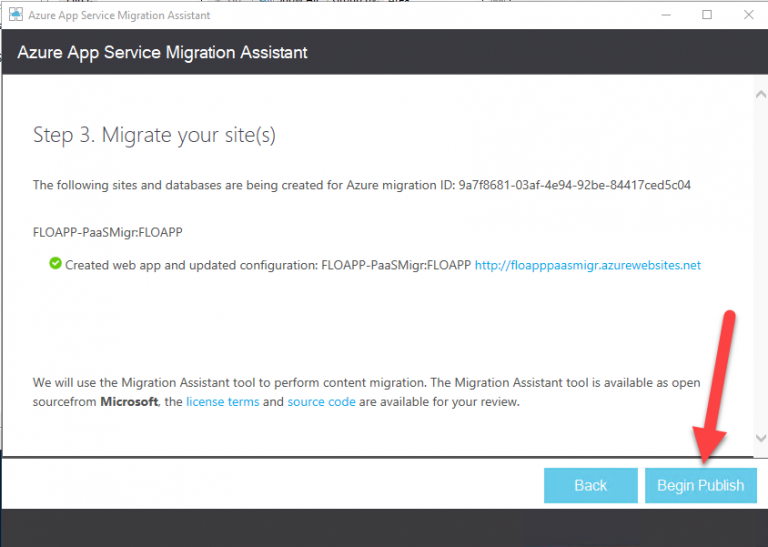 Azure App Service Migration Assistant
Azure App Service Migration Assistant
Step 3. Migrate your site(s)
The following sites and databases are being created for Azure migration ID: 9a7f8681-03af-4e94-92be-84417ced5c04
FLOAPP-PaaSMigr:FLOAPP
Created web app and updated configuration: FLOAPP-PaaSMigr:FLOAPP http://floapppaasmigr.azurewebsites.net
We will use the Migration Assistant tool to perform content migration. The Migration Assistant tool is available as open
sourcefrom Microsoft, the license terms and source code are available for your review.
Back
Begin Publish